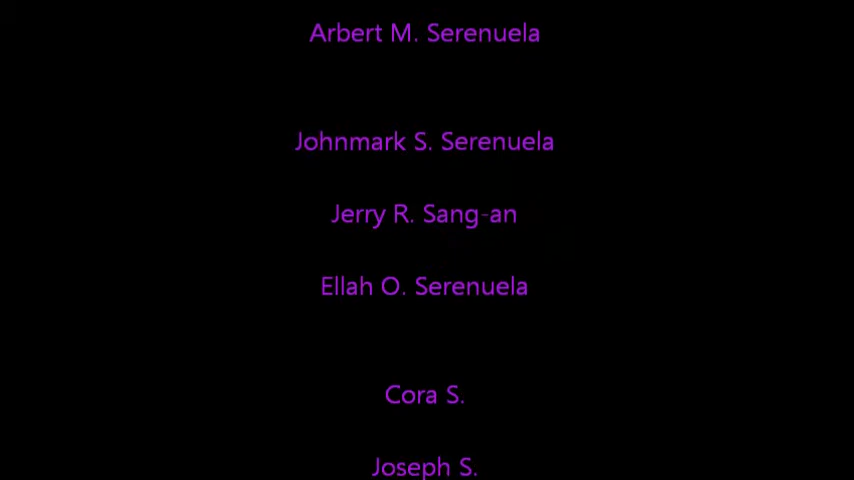 Arbert M. Serenuela
Johnmark S. Serenuela
Jerry R. Sang-an
Ellah O. Serenuela
Cora S.
Joseph S.